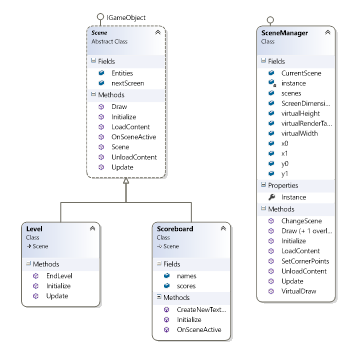 IGameObject
Scene
Abstract Class
Fields
Entities
nextScreen
Methods
Draw
Initialize
LoadContent
OnSceneActive
Scene
UnloadContent
Update
Level
Class
Scene
Methods
EndLevel
Initialize
Update
Scoreboard
Class
Scene
Fields
names
scores
Methods
CreateNewText...
Initialize
OnSceneActive
SceneManager
Class
Fields
CurrentScene
instance
scenes
ScreenDimensi...
virtualHeight
virtualRenderTa...
virtualWidth
x0
x1
y0
y1
Properties
Instance
Methods
ChangeScene
Draw (+ 1 overl...
Initialize
LoadContent
SetCornerPoints
UnloadContent
Update
VirtualDraw